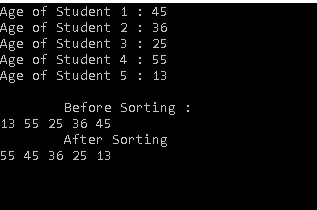 Age of Student 1 : 45
Age of Student 2 : 36
Age of Student 3 : 25
Age of Student 4 : 55
Age of Student 5 : 13
Before Sorting :
13 55 25 36 45
After Sorting
55 45 36 25 13